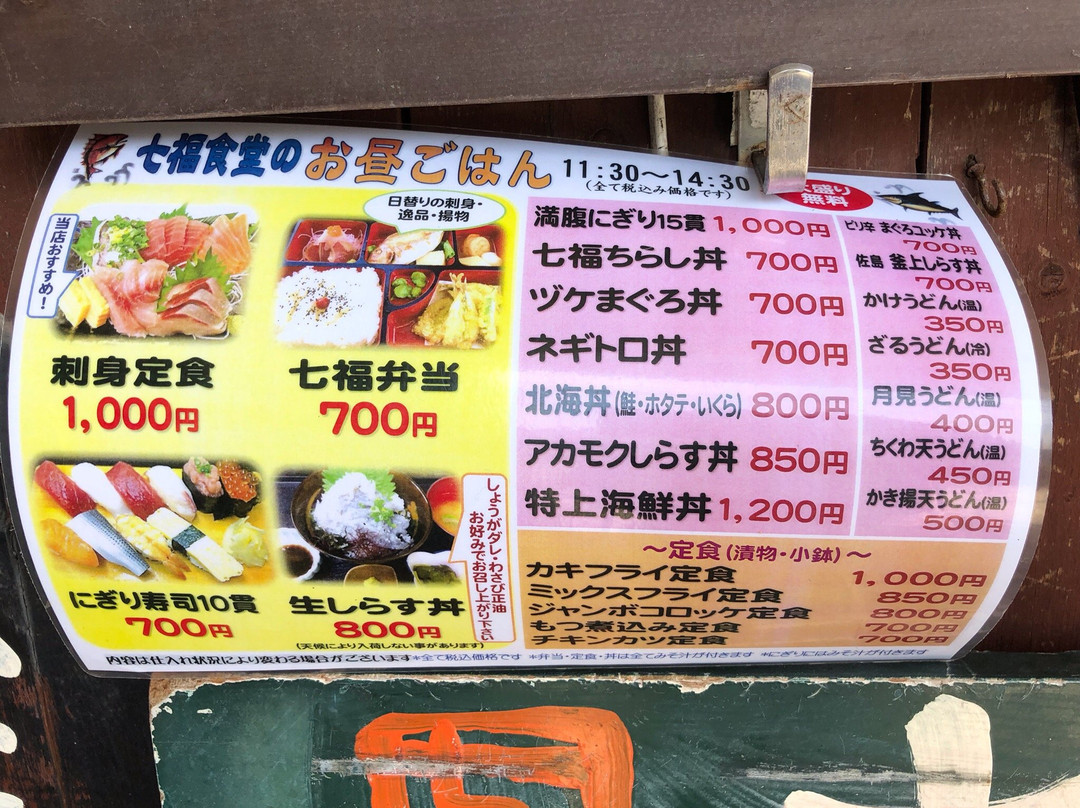 七福食堂の お昼ごはん 11:30〜14:30
(全て税込み価格です)
盛り
無料
当店おすすめ!
日替りの刺身・
逸品・揚物
刺身定食
1,000円
七福弁当
700円
にぎり寿司10貫
700円
生しらす丼
800円
(天候により入荷しない事があります)
しょうがダレ・わさび正油
お好みでお召し上がり下さい
満腹にぎり15貫 1,000円
七福ちらし丼 700円
ヅケまぐろ丼 700円
ネギトロ丼 700円
北海丼(鮭・ホタテ・いくら) 800円
アカモクしらす丼 850円
特上海鮮丼 1,200円
ピリ辛 まぐろユッケ丼
700円
佐島 釜上しらす丼
700円
かけうどん(温)
350円
ざるうどん(冷)
350円
月見うどん(温)
400円
ちくわ天うどん(温)
450円
かき揚天うどん(温)
500円
〜定食(漬物・小鉢)〜
カキフライ定食 1,000円
ミックスフライ定食 850円
ジャンボコロッケ定食 800円
もつ煮込み定食 700円
チキンカツ定食 700円
内容は仕入れ状況により変わる場合がございます*全て税込価格です *弁当・定食・丼は全てみそ汁が付きます *にぎりにはみそ汁が付きます